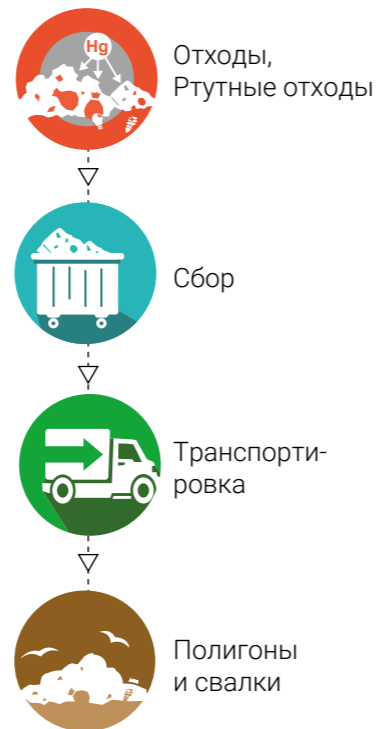 Hg
Отходы,
Ртутные отходы
Сбор
Транспорти-
ровка
Полигоны
и свалки